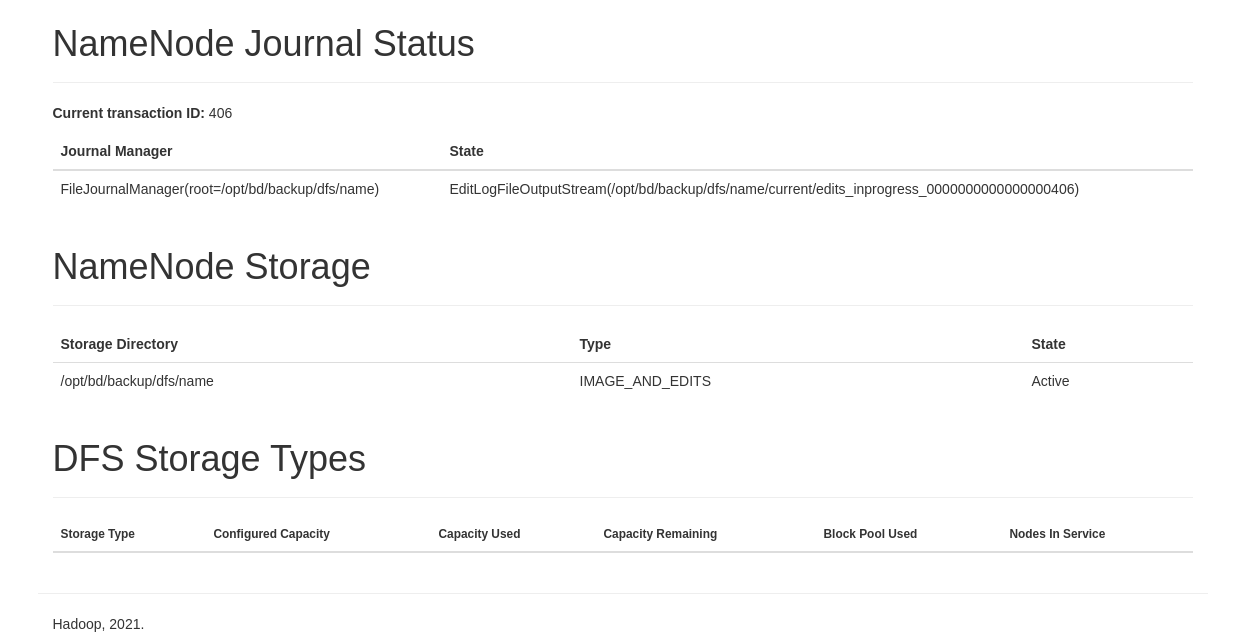 NameNode Journal Status
Current transaction ID: 406
Journal Manager State
FileJournalManager(root=/opt/bd/backup/dfs/name) EditLogFileOutputStream(/opt/bd/backup/dfs/name/current/edits_inprogress_0000000000000000406)
NameNode Storage
Storage Directory Type State
/opt/bd/backup/dfs/name IMAGE_AND_EDITS Active
DFS Storage Types
Storage Type Configured Capacity Capacity Used Capacity Remaining Block Pool Used Nodes In Service
Hadoop, 2021.